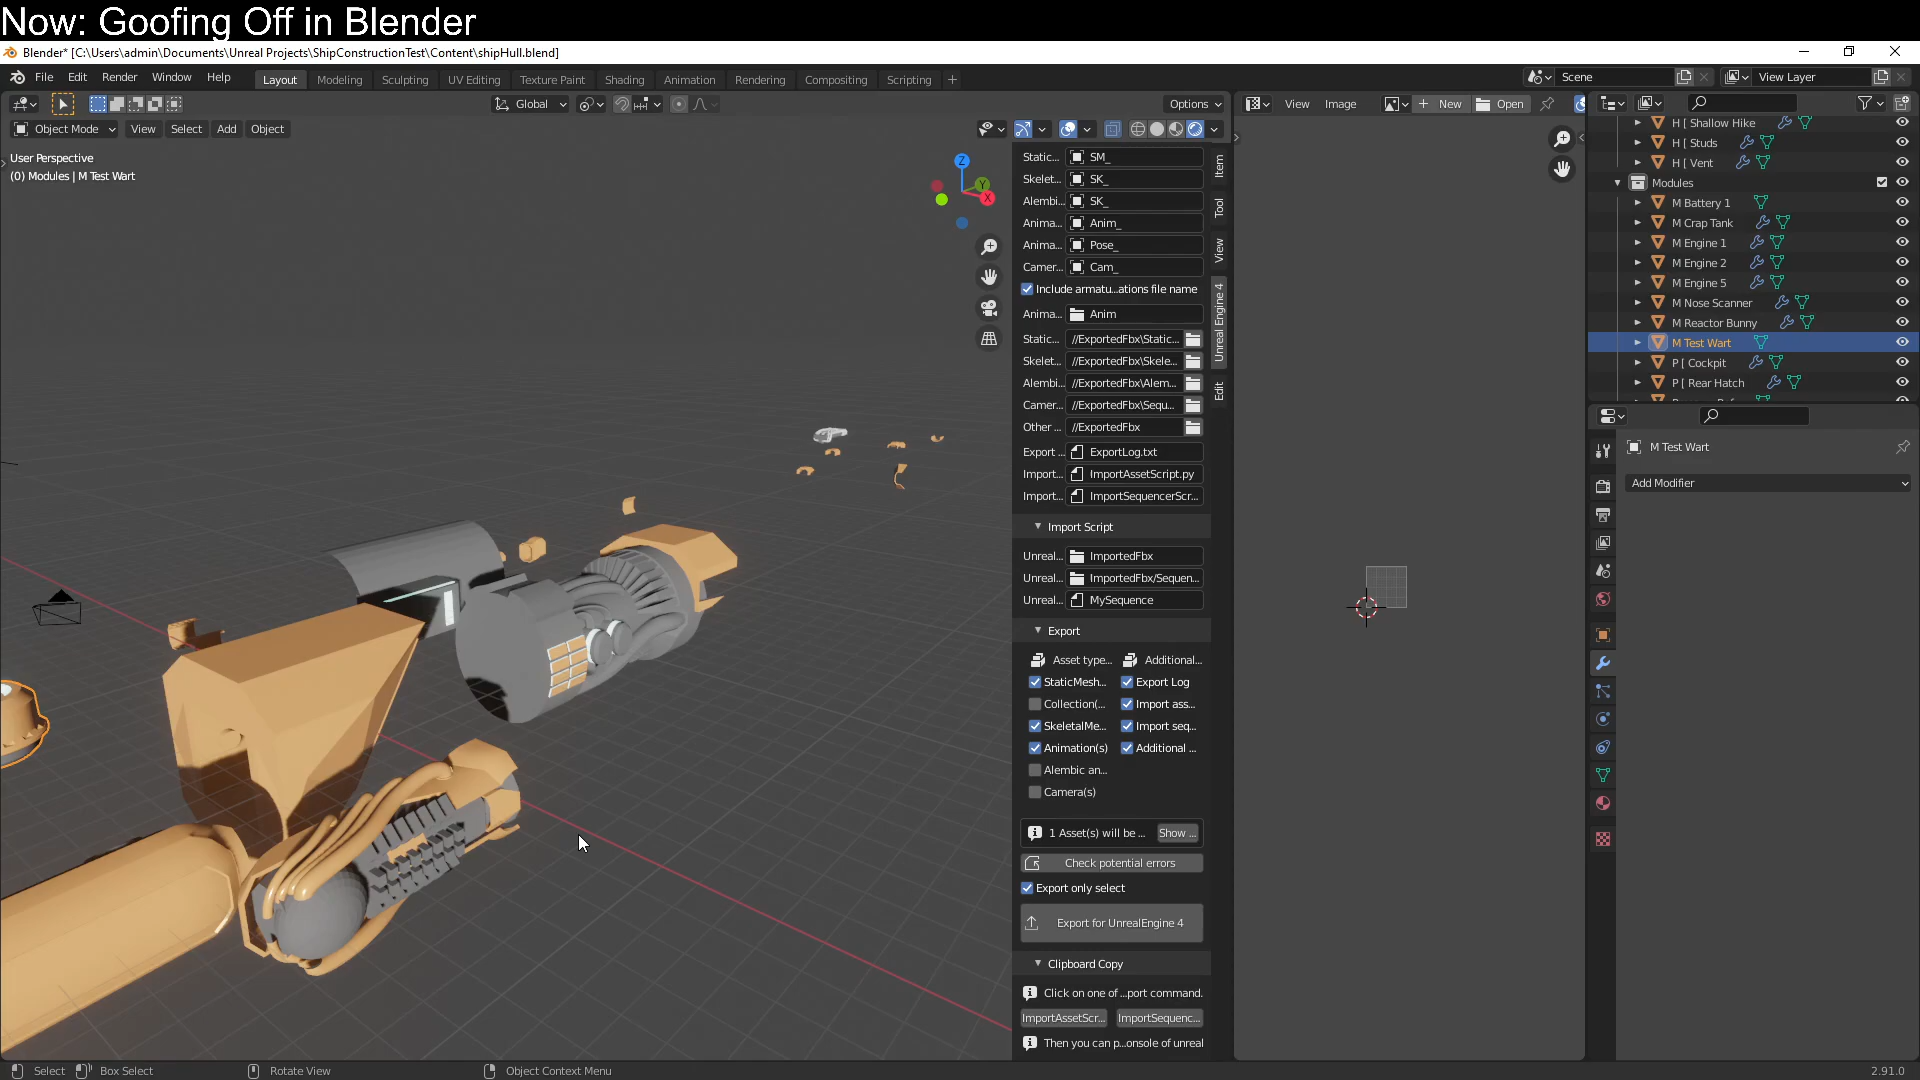 Now: Goofing Off in Blender
Blender* [C:\Users\admin\Documents\Unreal Projects\ShipConstructionTest\Content\shipHull.blend]
File Edit Render Window Help
Layout Modeling Sculpting UV Editing Texture Paint Shading Animation Rendering Compositing Scripting +
Scene
View Layer
Global
Options
View Image
New
Open
Object Mode
View Select Add Object
User Perspective
(0) Modules | M Test Wart
Z
Y
X
Static... SM_
Skelet... SK_
Alembi... SK_
Anima... Anim_
Anima... Pose_
Camer... Cam_
Include armatu...ations file name
Anima... Anim
Static... //ExportedFbx\Static...
Skelet... //ExportedFbx\Skele...
Alembi... //ExportedFbx\Alem...
Camer... //ExportedFbx\Sequ...
Other ... //ExportedFbx
Export ... ExportLog.txt
Import... ImportAssetScript.py
Import... ImportSequencerScr...
Import Script
Unreal... ImportedFbx
Unreal... ImportedFbx/Sequen...
Unreal... MySequence
Export
Asset type... Additional...
StaticMesh... Export Log
Collection(... Import ass...
SkeletalMe... Import seq...
Animation(s) Additional ...
Alembic an...
Camera(s)
1 Asset(s) will be ... Show ...
Check potential errors
Export only select
Export for UnrealEngine 4
Clipboard Copy
Click on one of ...port command.
ImportAssetScr... ImportSequenc...
Then you can p...onsole of unreal
Item
Tool
View
Unreal Engine 4
Edit
H [ Shallow Hike
H [ Studs
H [ Vent
Modules
M Battery 1
M Crap Tank
M Engine 1
M Engine 2
M Engine 5
M Nose Scanner
M Reactor Bunny
M Test Wart
P [ Cockpit
P [ Rear Hatch
M Test Wart
Add Modifier
Select Box Select Rotate View Object Context Menu
2.91.0